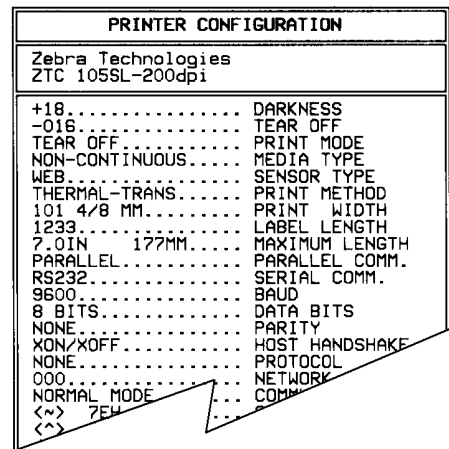 PRINTER CONFIGURATION
Zebra Technologies
ZTC 105SL-200dpi
+18................ DARKNESS
-016............... TEAR OFF
TEAR OFF........... PRINT MODE
NON-CONTINUOUS..... MEDIA TYPE
WEB................ SENSOR TYPE
THERMAL-TRANS...... PRINT METHOD
101 4/8 MM......... PRINT WIDTH
1233............... LABEL LENGTH
7.0IN 177MM..... MAXIMUM LENGTH
PARALLEL........... PARALLEL COMM.
RS232.............. SERIAL COMM.
9600............... BAUD
8 BITS............. DATA BITS
NONE............... PARITY
XON/XOFF........... HOST HANDSHAKE
NONE............... PROTOCOL
000................ NETWORK
NORMAL MODE ...
<~> 7EH ...
<^>